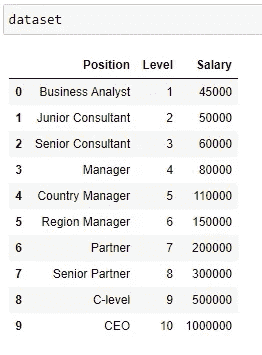 dataset
Position Level Salary
0 Business Analyst 1 45000
1 Junior Consultant 2 50000
2 Senior Consultant 3 60000
3 Manager 4 80000
4 Country Manager 5 110000
5 Region Manager 6 150000
6 Partner 7 200000
7 Senior Partner 8 300000
8 C-level 9 500000
9 CEO 10 1000000